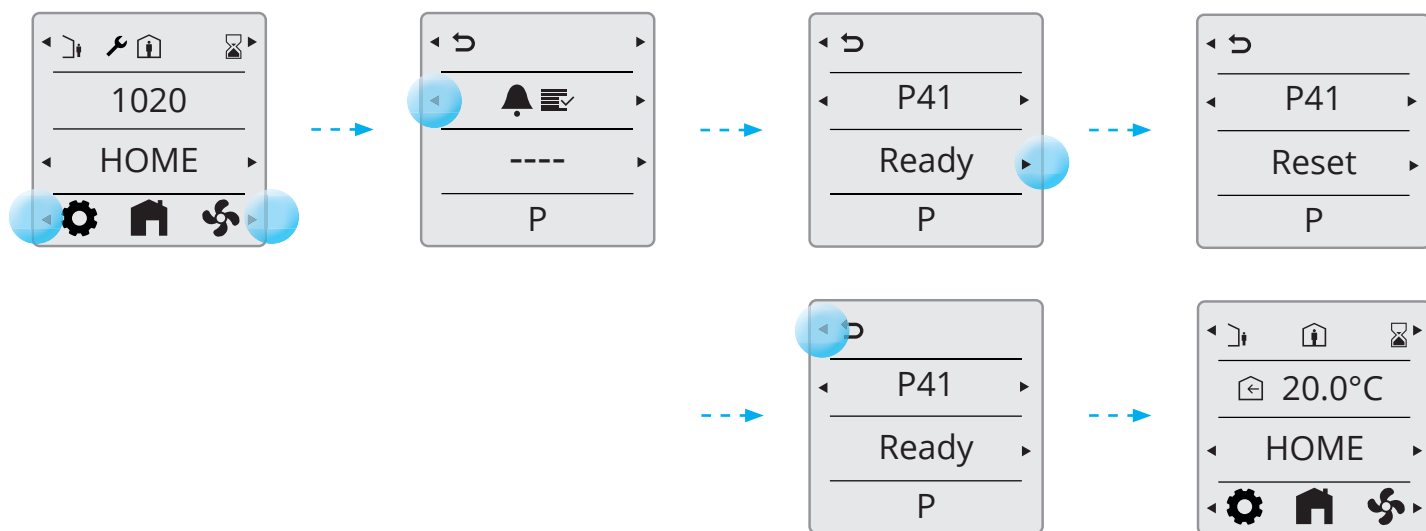 1020
HOME
----
P
P41
Ready
P
P41
Reset
P
P41
Ready
P
20.0°C
HOME